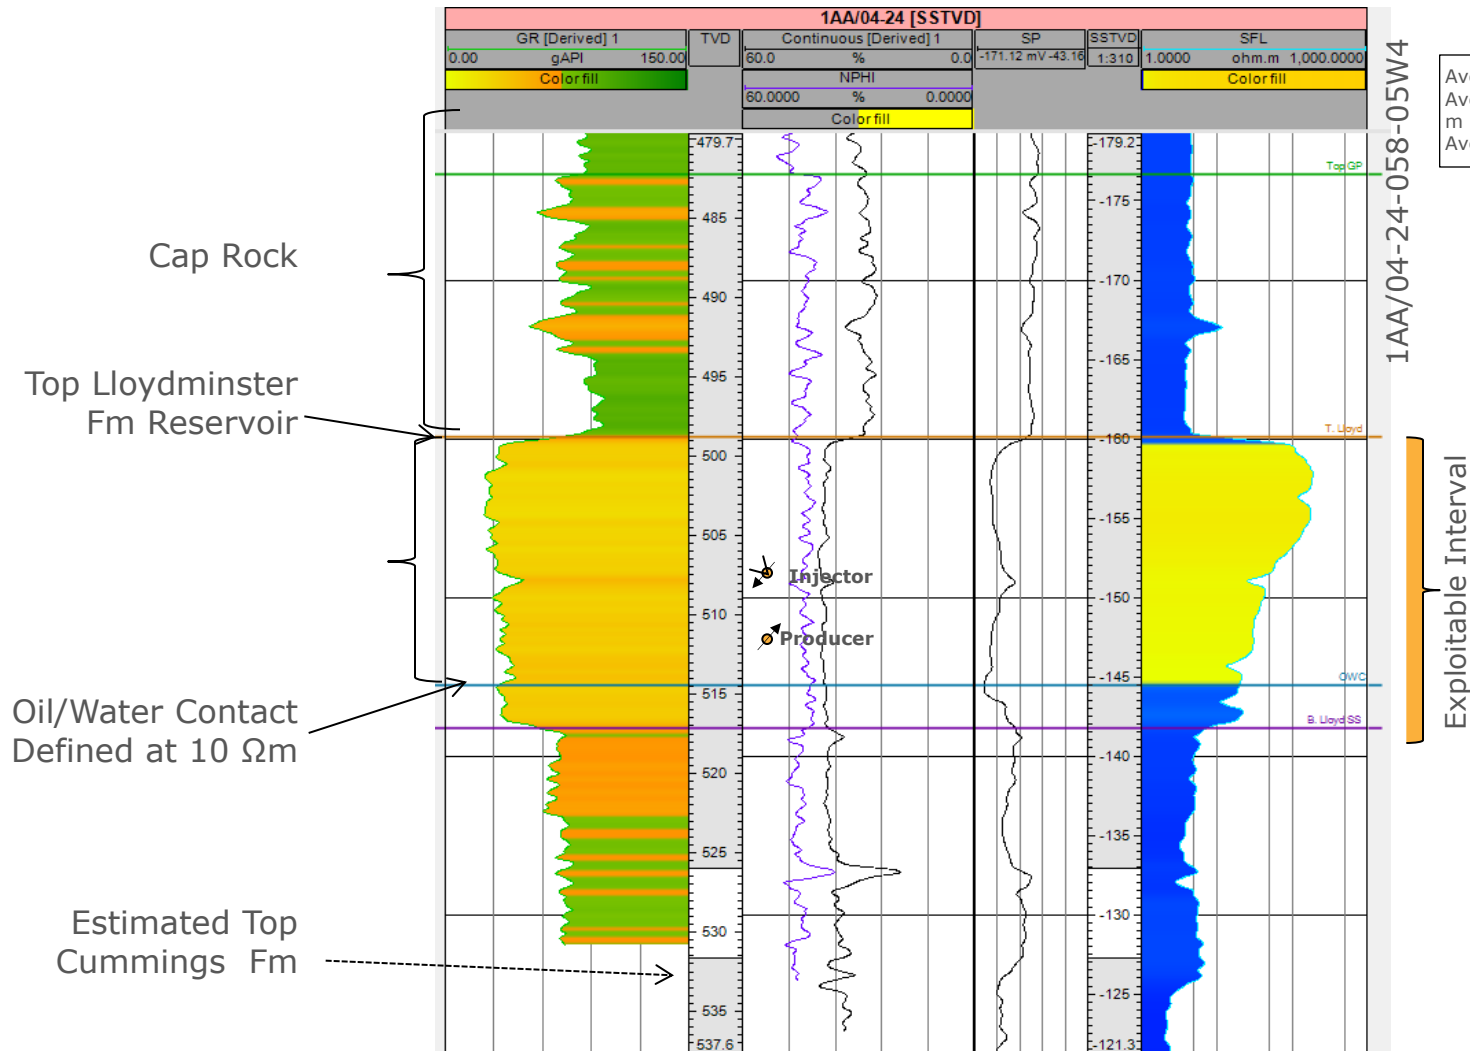 1AA/04-24 [SSTVD]
GR [Derived] 1
0.00 gAPI 150.00
Color fill
TVD
Continuous [Derived] 1
60.0 % 0.0
NPHI
60.0000 % 0.0000
Color fill
SP
-171.12 mV -43.16
SSTVD
1:310
SFL
1.0000 ohm.m 1,000.0000
Color fill
1AA/04-24-058-05W4
Ave
Ave
m
Ave
Cap Rock
Top Lloydminster
Fm Reservoir
Oil/Water Contact
Defined at 10 Ωm
Estimated Top
Cummings Fm
479.7
485
490
495
500
505
510
515
520
525
530
535
537.6
Injector
Producer
-179.2
-175
-170
-165
-160
-155
-150
-145
-140
-135
-130
-125
-121.3
Top GP
T. Lloyd
OWC
B. Lloyd SS
Exploitable Interval